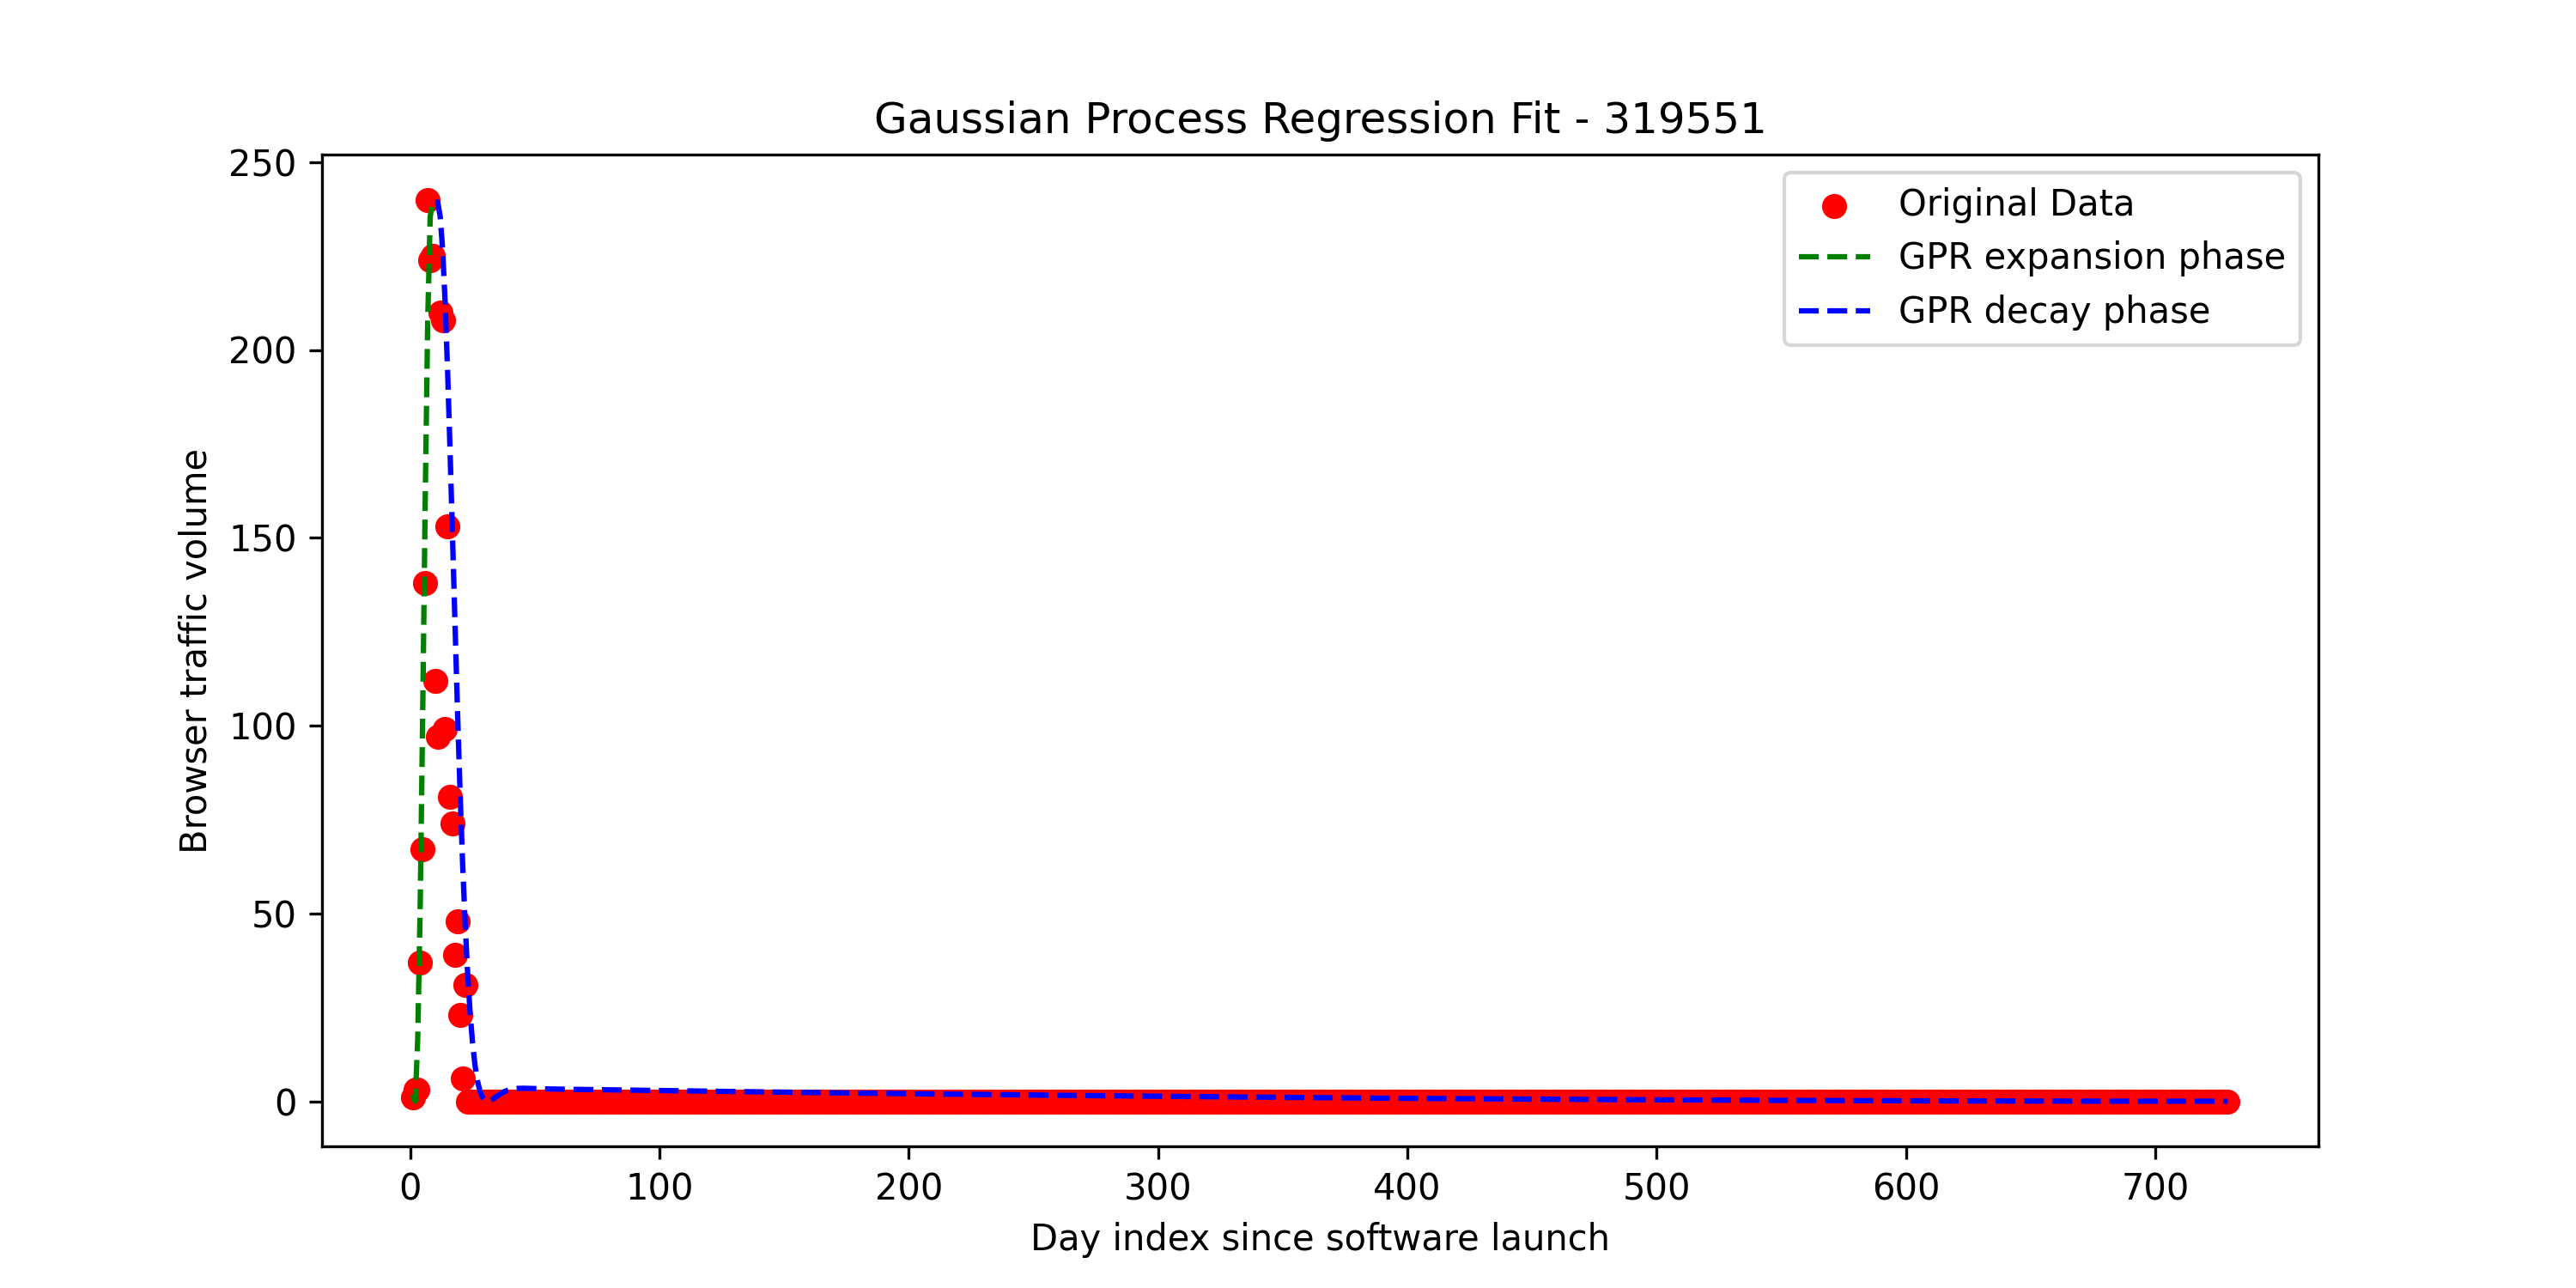 Gaussian Process Regression Fit - 319551
Original Data
GPR expansion phase
GPR decay phase
Browser traffic volume
250
200
150
100
50
0
0 100 200 300 400 500 600 700
Day index since software launch